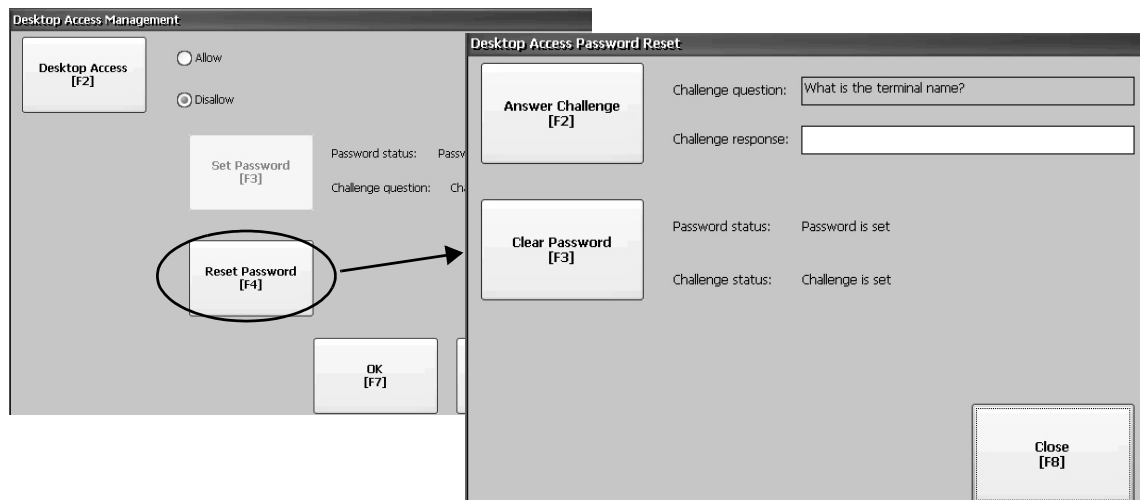 Desktop Access Management
Desktop Access
[F2]
Allow
Disallow
Set Password
[F3]
Password status:
Challenge question:
Reset Password
[F4]
OK
[F7]
Desktop Access Password Reset
Answer Challenge
[F2]
Challenge question: What is the terminal name?
Challenge response:
Clear Password
[F3]
Password status: Password is set
Challenge status: Challenge is set
Close
[F8]